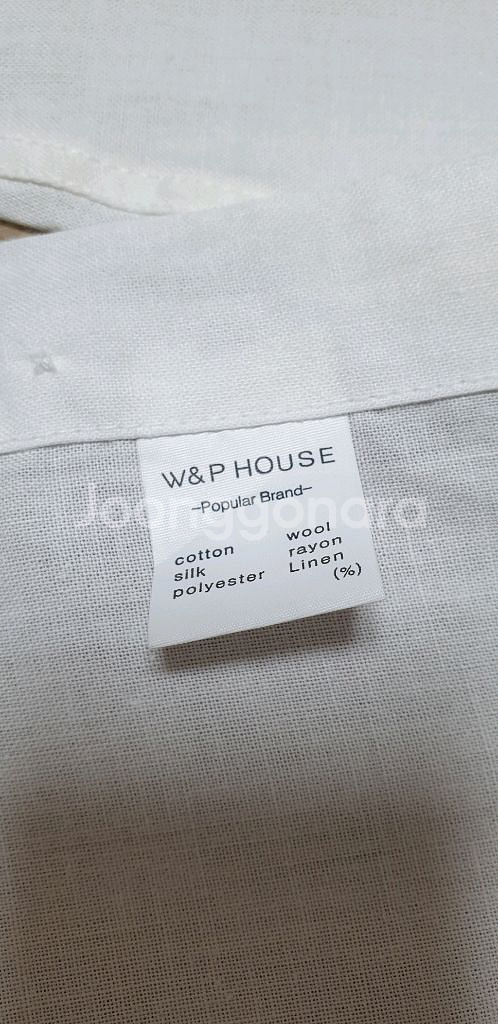 W&P HOUSE
-Popular Brand-
cotton wool
silk rayon
polyester Linen
(%)
Joonggonara